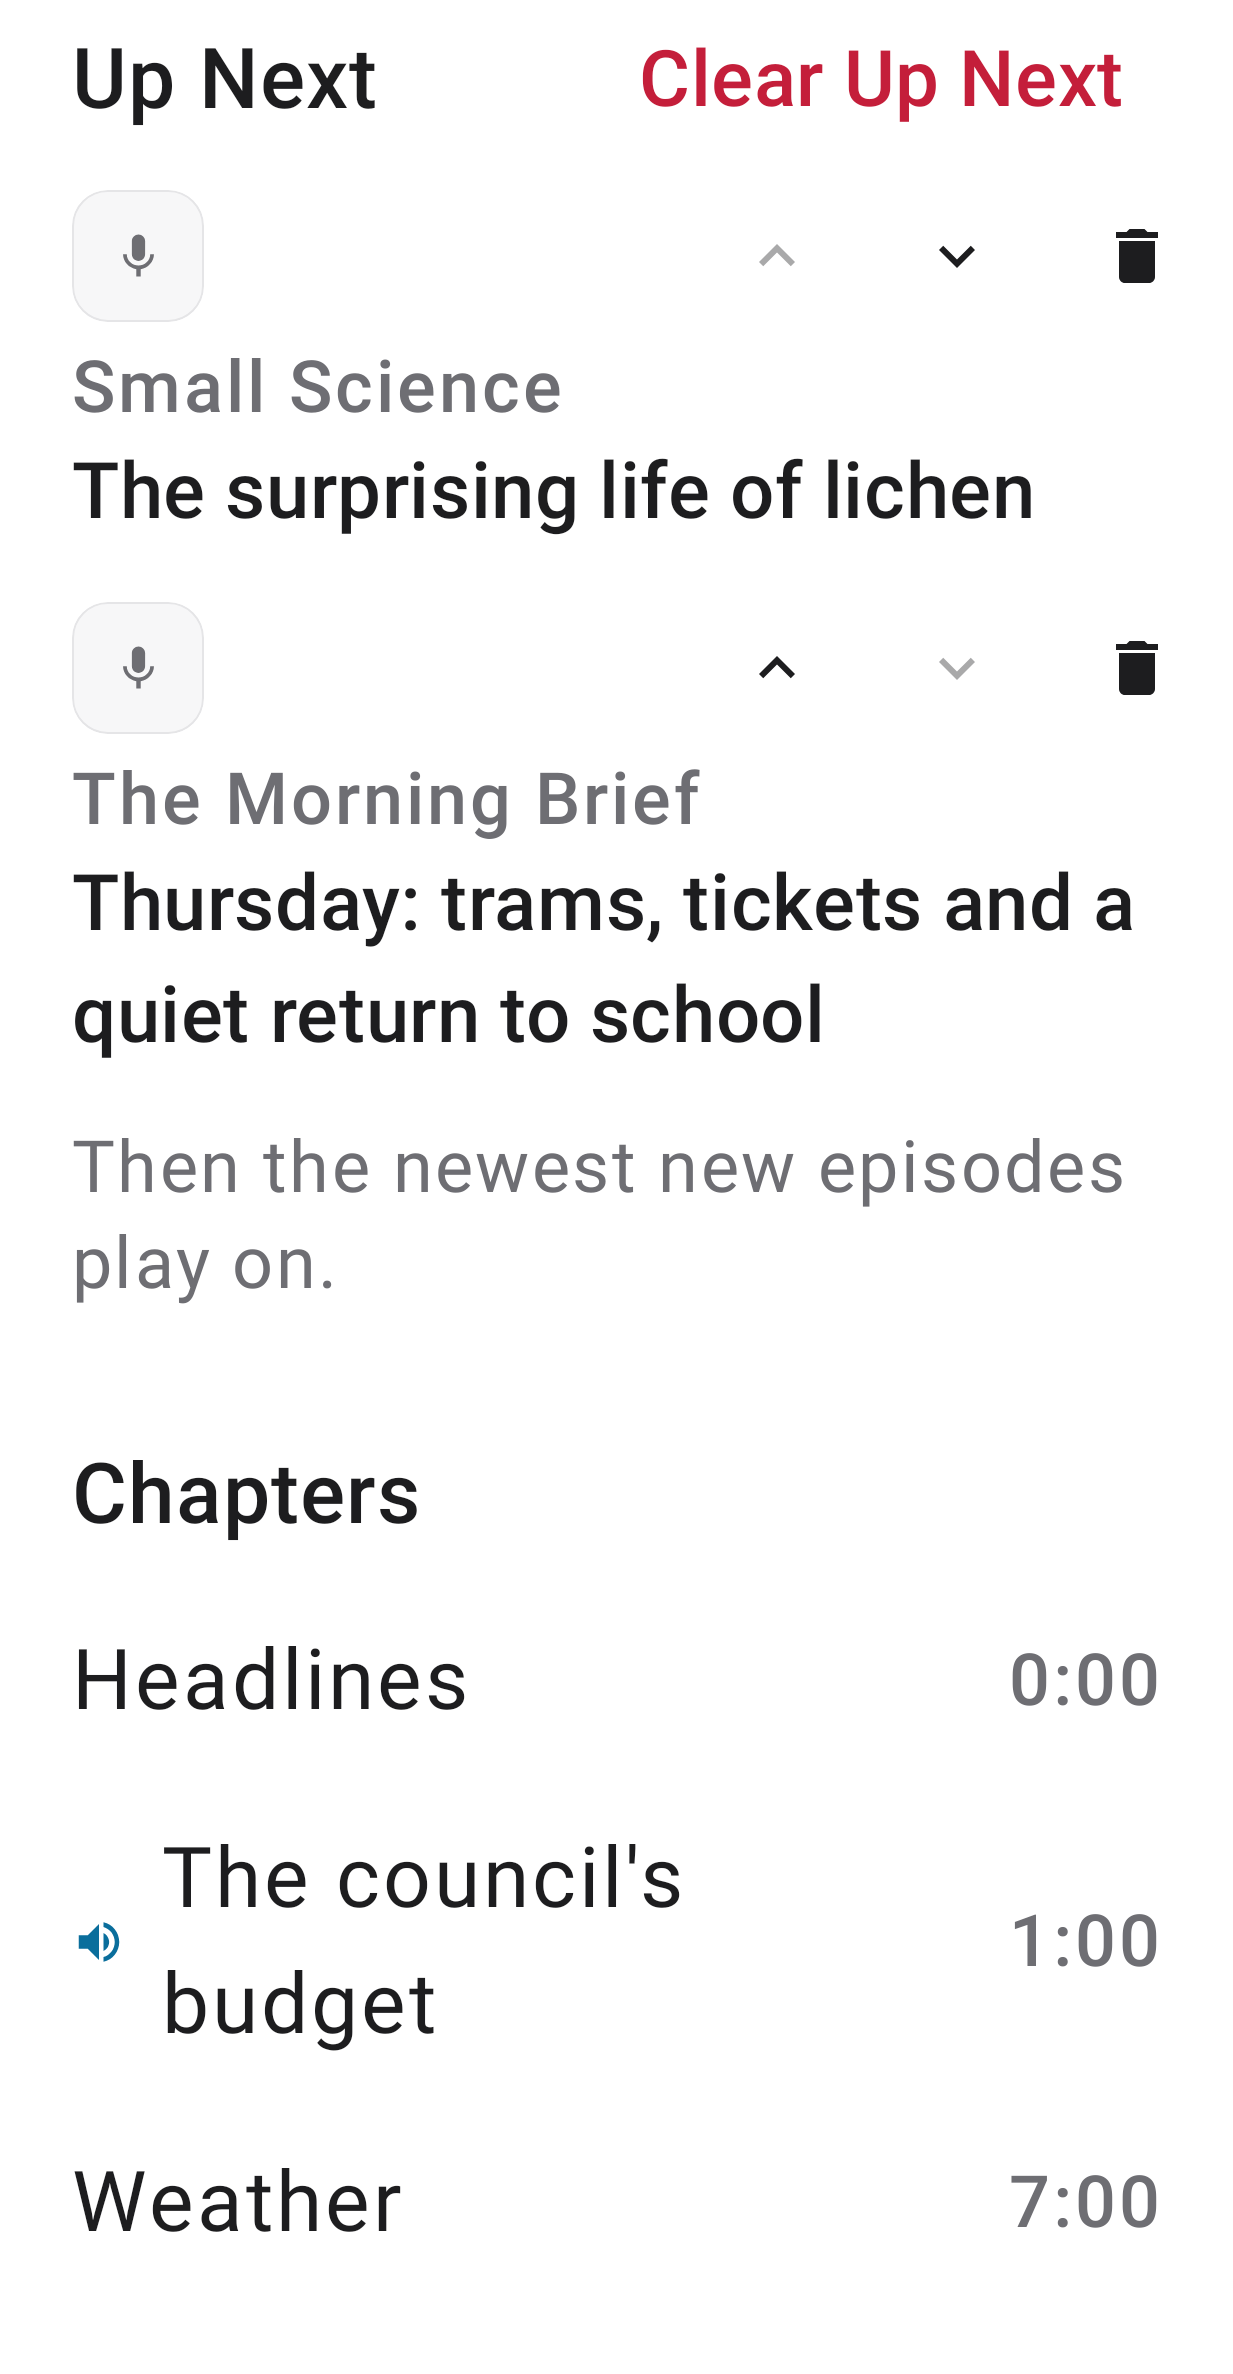 Up Next
Clear Up Next
Small Science
The surprising life of lichen
The Morning Brief
Thursday: trams, tickets and a
quiet return to school
Then the newest new episodes
play on.
Chapters
Headlines
0:00
The council's
budget
1:00
Weather
7:00